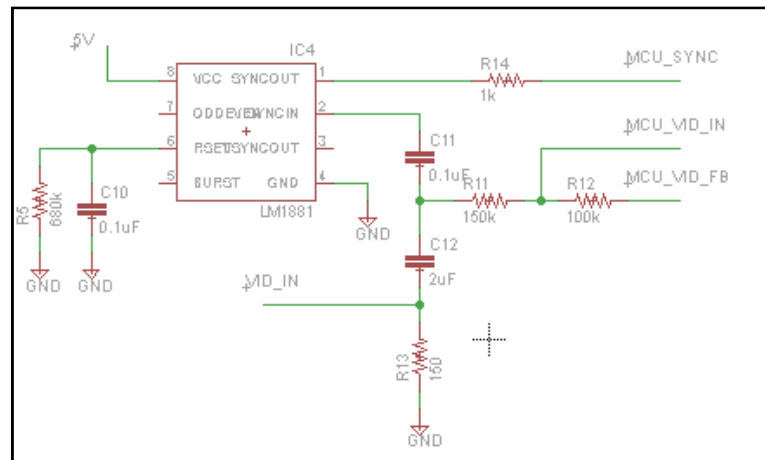 5V
IC4
8
VCC SYNCOUT
1
R14
1k
MCU_SYNC
7
2
MCU_VID_IN
6
3
C11
0.1uF
5
BURST GND
4
LM1881
R5
680k
C10
0.1uF
R11
150k
R12
100k
MCU_VID_FB
GND
GND
GND
C12
2uF
VID_IN
R13
150
GND